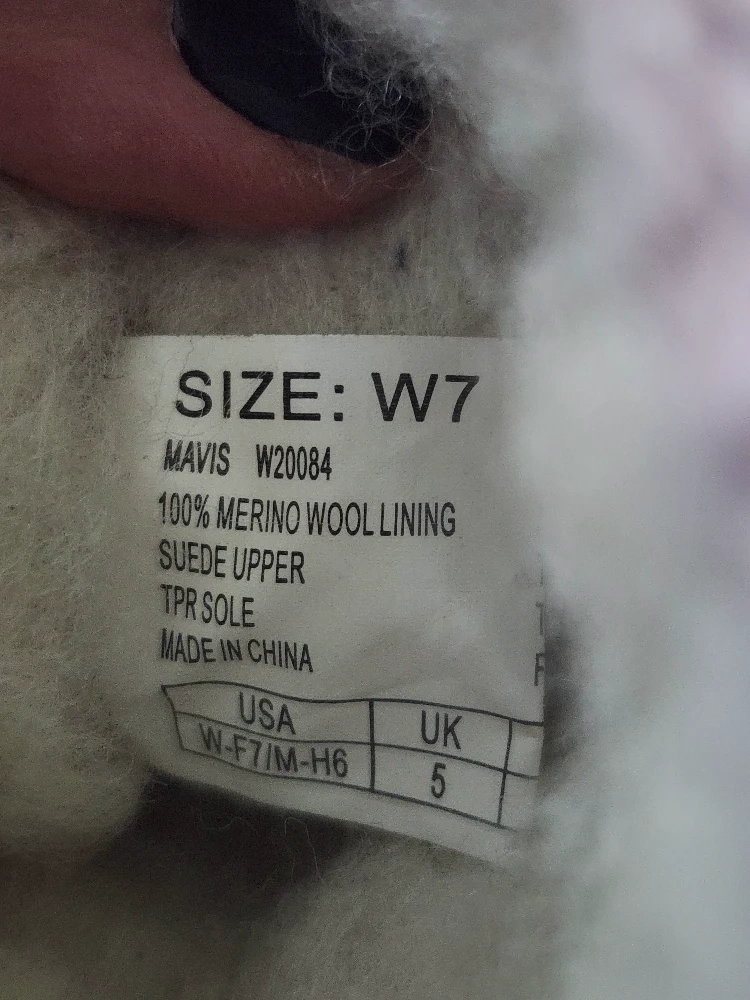 SIZE: W7
MAVIS W20084
100% MERINO WOOL LINING
SUEDE UPPER
TPR SOLE
MADE IN CHINA
USA UK
W-F7/M-H6 5